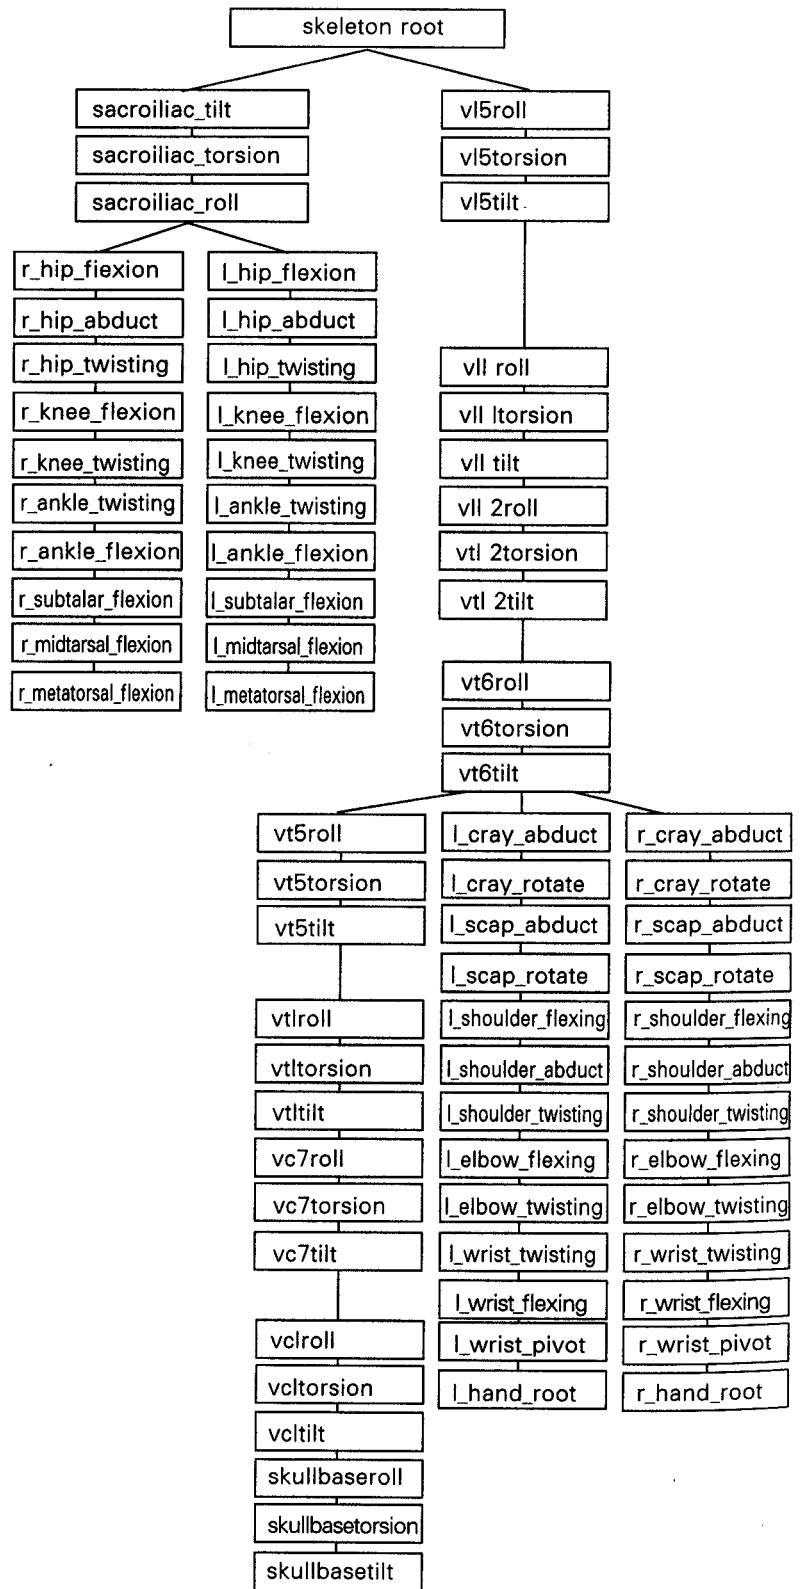 skeleton root
sacroiliac_tilt
sacroiliac_torsion
sacroiliac_roll
r_hip_fiexion
r_hip_abduct
r_hip_twisting
r_knee_flexion
r_knee_twisting
r_ankle_twisting
r_ankle_flexion
r_subtalar_flexion
r_midtarsal_flexion
r_metatorsal_flexion
l_hip_flexion
l_hip_abduct
l_hip_twisting
l_knee_flexion
l_knee_twisting
l_ankle_twisting
l_ankle_flexion
l_subtalar_flexion
l_midtarsal_flexion
l_metatorsal_flexion
vl5roll
vl5torsion
vl5tilt
vll roll
vll ltorsion
vll tilt
vll 2roll
vtl 2torsion
vtl 2tilt
vt6roll
vt6torsion
vt6tilt
vt5roll
vt5torsion
vt5tilt
vtlroll
vtltorsion
vtltilt
vc7roll
vc7torsion
vc7tilt
vclroll
vcltorsion
vcltilt
skullbaseroll
skullbasetorsion
skullbasetilt
l_cray_abduct
l_cray_rotate
l_scap_abduct
l_scap_rotate
l_shoulder_flexing
l_shoulder_abduct
l_shoulder_twisting
l_elbow_flexing
l_elbow_twisting
l_wrist_twisting
l_wrist_flexing
l_wrist_pivot
l_hand_root
r_cray_abduct
r_cray_rotate
r_scap_abduct
r_scap_rotate
r_shoulder_flexing
r_shoulder_abduct
r_shoulder_twisting
r_elbow_flexing
r_elbow_twisting
r_wrist_twisting
r_wrist_flexing
r_wrist_pivot
r_hand_root